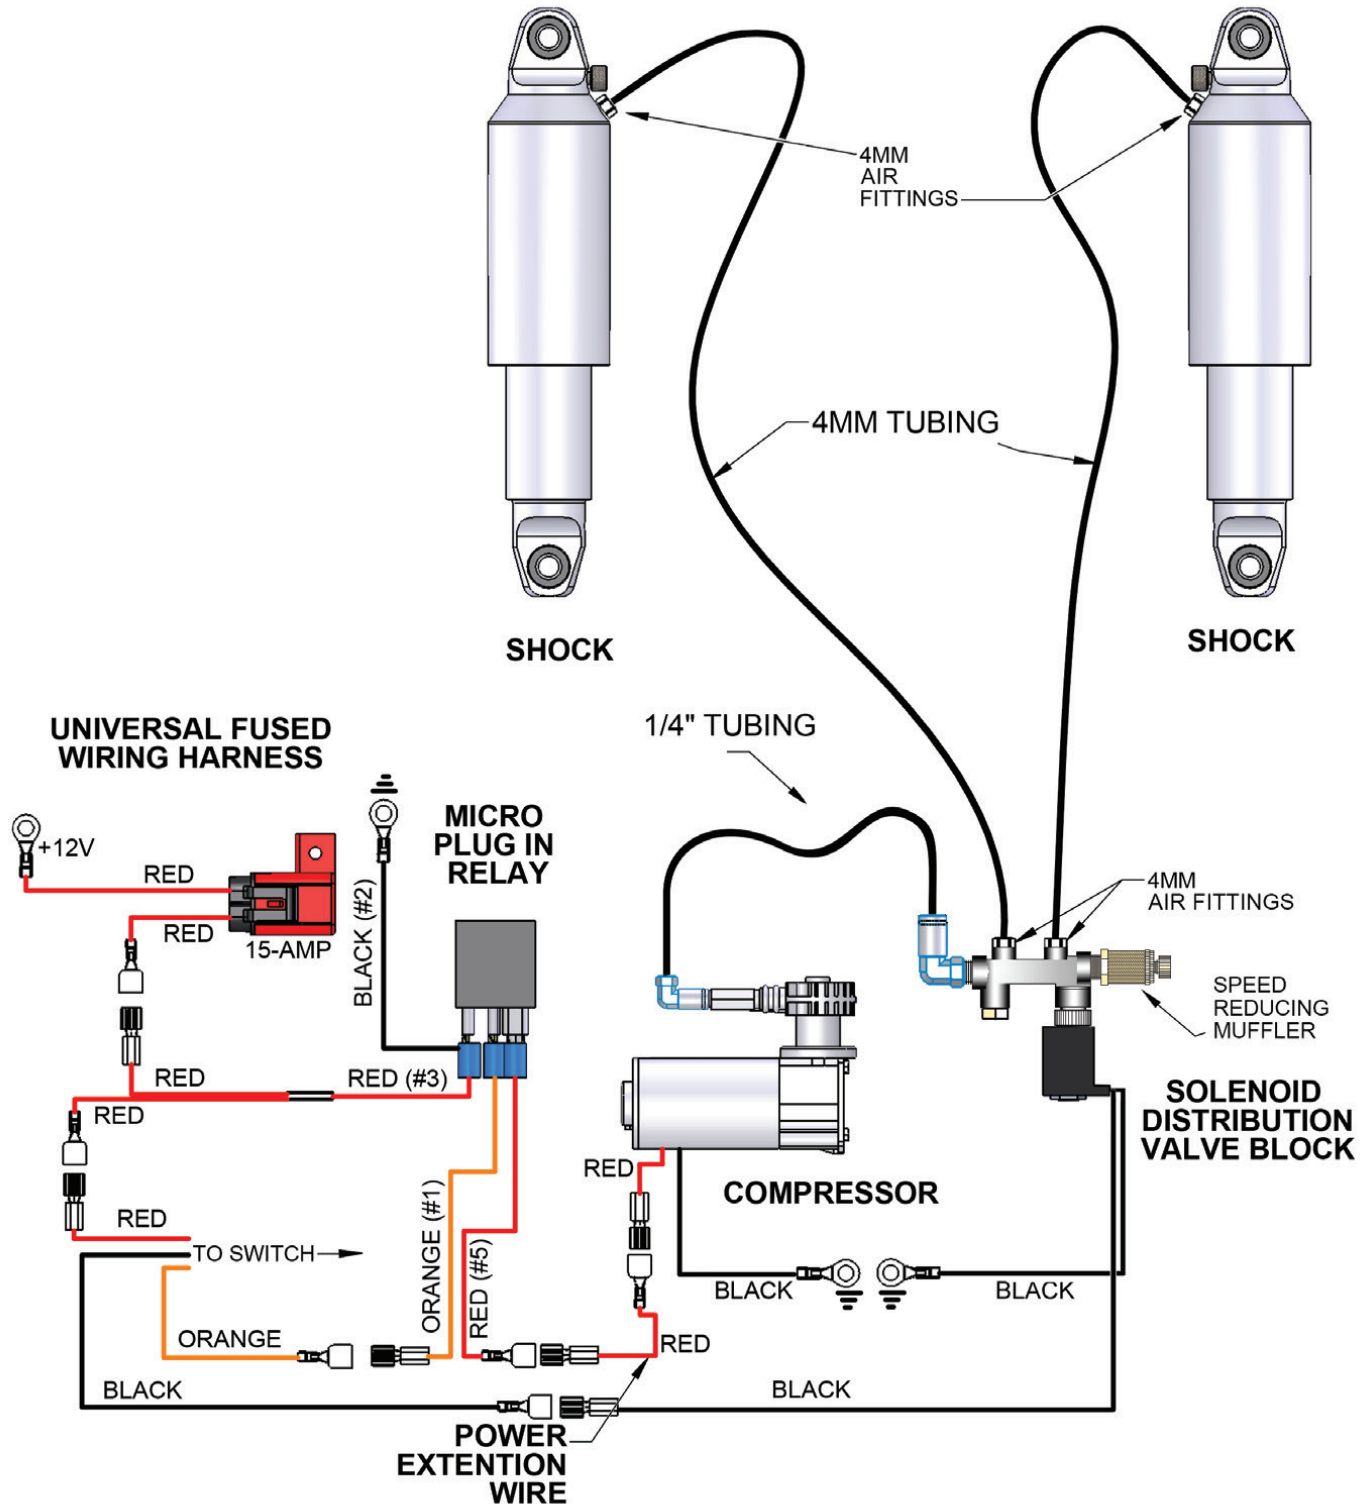 4MM
AIR
FITTINGS
4MM TUBING
SHOCK
SHOCK
1/4" TUBING
UNIVERSAL FUSED
WIRING HARNESS
+12V
RED
RED
15-AMP
BLACK (#2)
MICRO
PLUG IN
RELAY
4MM
AIR FITTINGS
SPEED
REDUCING
MUFFLER
SOLENOID
DISTRIBUTION
VALVE BLOCK
RED
RED (#3)
RED
RED
COMPRESSOR
RED
TO SWITCH
ORANGE (#1)
RED (#5)
BLACK
BLACK
ORANGE
RED
BLACK
BLACK
POWER
EXTENTION
WIRE